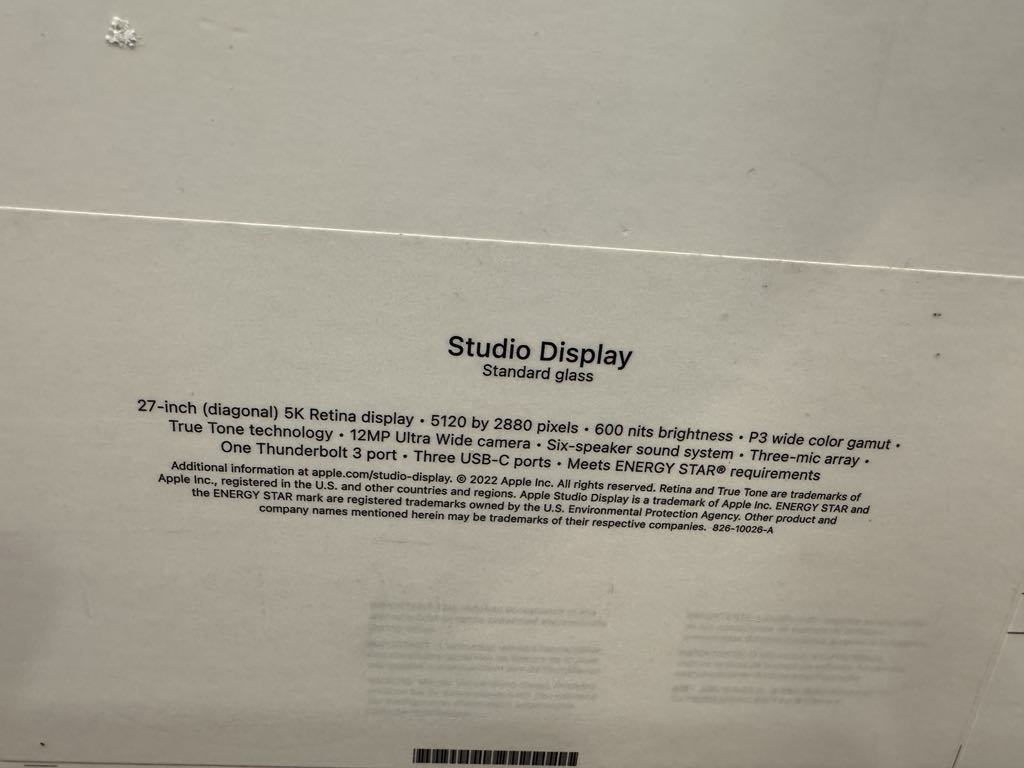 Studio Display
Standard glass
27-inch (diagonal) 5K Retina display • 5120 by 2880 pixels • 600 nits brightness • P3 wide color gamut •
True Tone technology • 12MP Ultra Wide camera • Six-speaker sound system • Three-mic array •
One Thunderbolt 3 port • Three USB-C ports • Meets ENERGY STAR® requirements
Additional information at apple.com/studio-display. © 2022 Apple Inc. All rights reserved. Retina and True Tone are trademarks of
Apple Inc., registered in the U.S. and other countries and regions. Apple Studio Display is a trademark of Apple Inc. ENERGY STAR and
the ENERGY STAR mark are registered trademarks owned by the U.S. Environmental Protection Agency. Other product and
company names mentioned herein may be trademarks of their respective companies. 826-10026-A